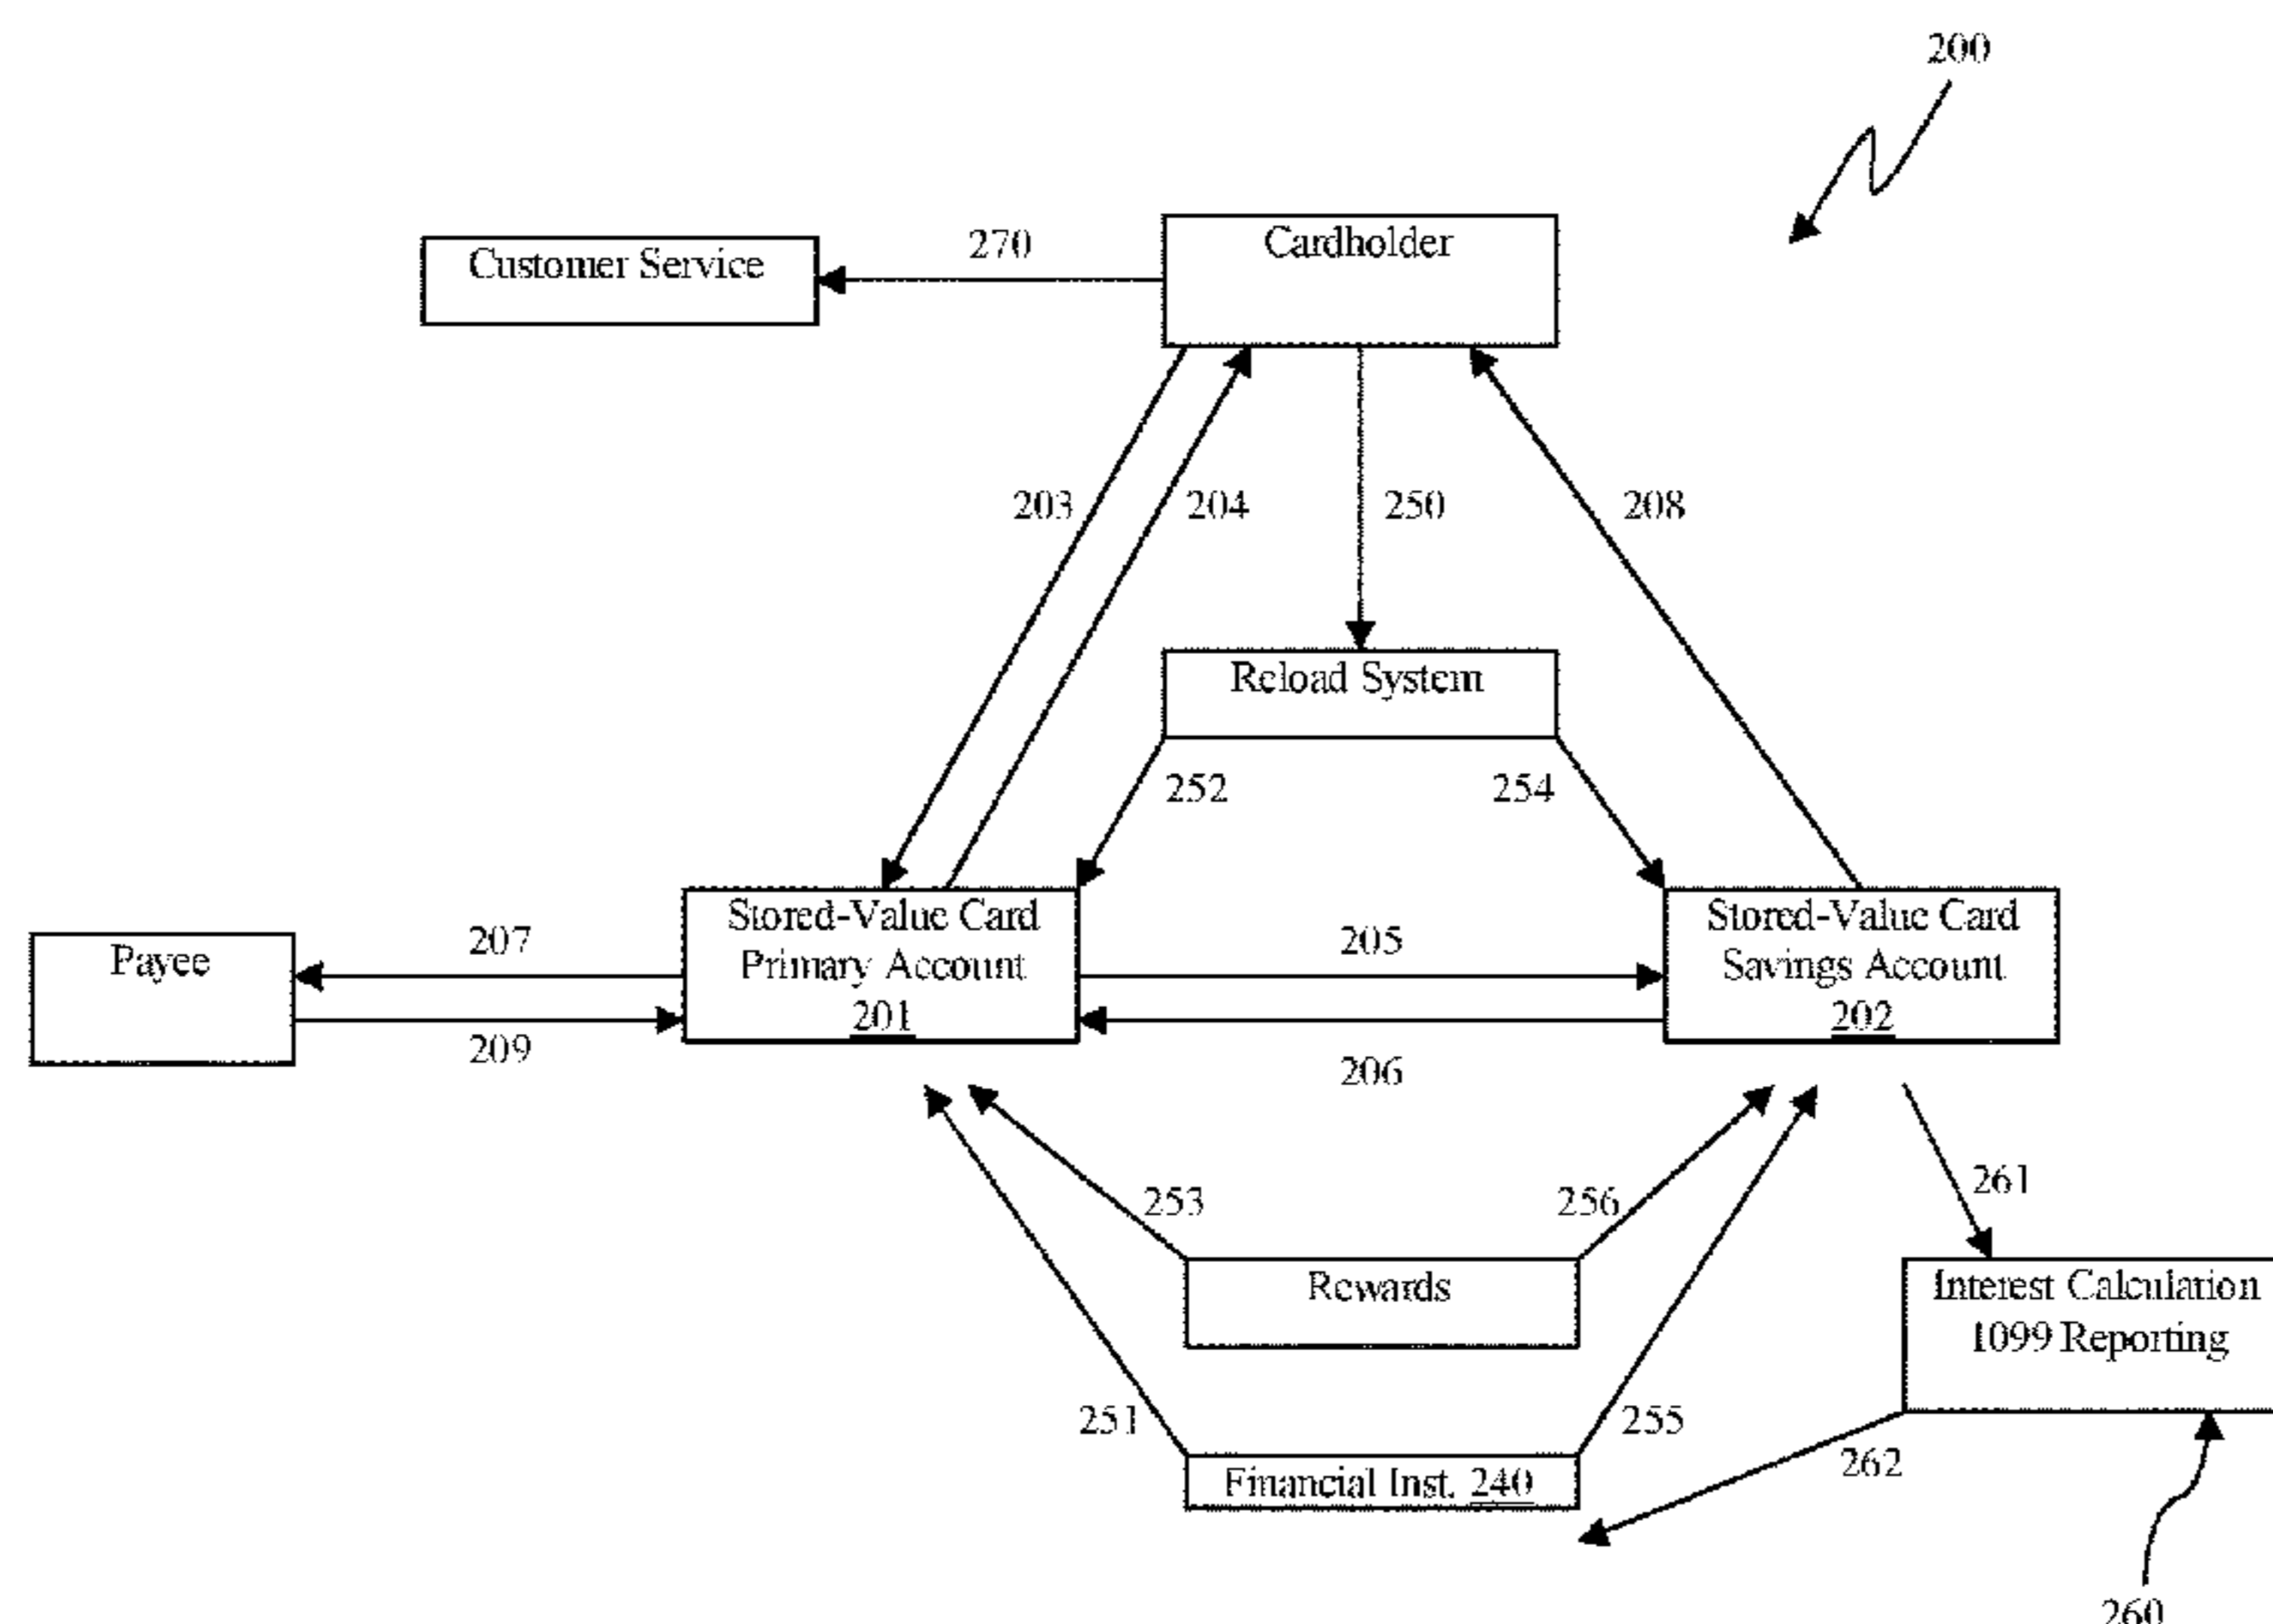 200
Customer Service
270
Cardholder
203
204
250
208
Reload System
252
254
Payee
207
209
Stored-Value Card
Primary Account
201
205
206
Stored-Value Card
Savings Account
202
253
256
261
Rewards
Interest Calculation
1099 Reporting
251
255
Financial Inst. 240
262
260